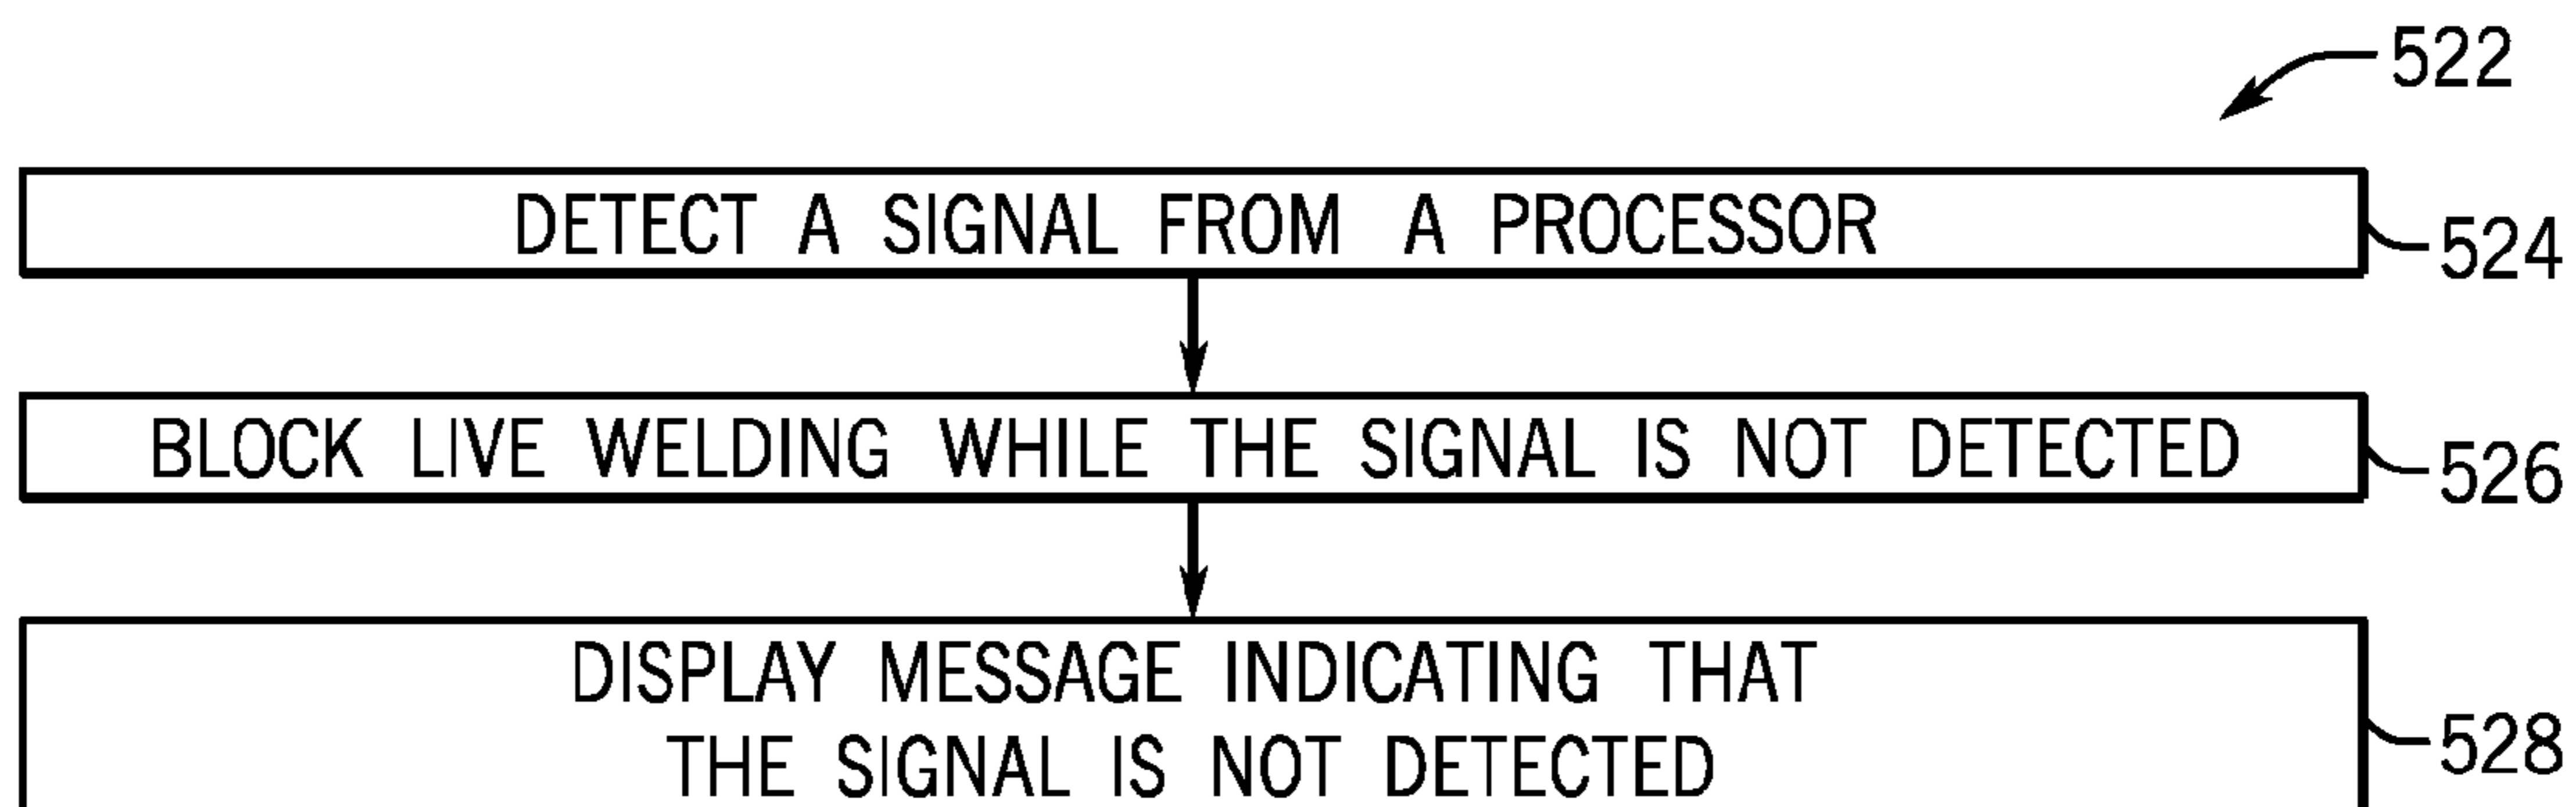 522
DETECT A SIGNAL FROM A PROCESSOR
524
BLOCK LIVE WELDING WHILE THE SIGNAL IS NOT DETECTED
526
DISPLAY MESSAGE INDICATING THAT
THE SIGNAL IS NOT DETECTED
528